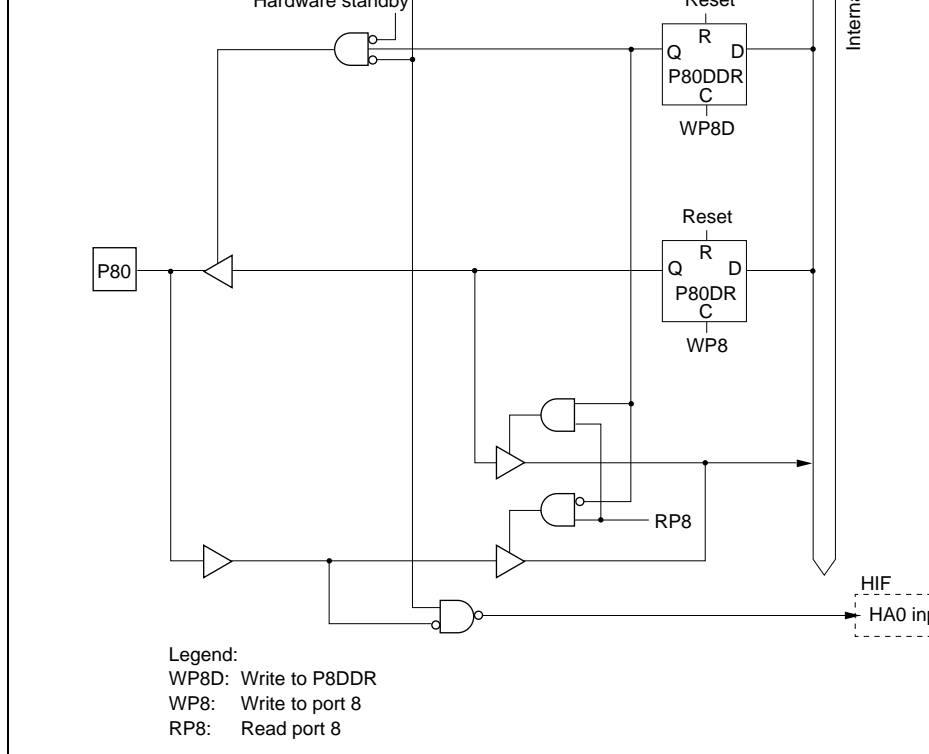 Hardware standby
Reset
R
Q D
P80DDR
C
WP8D
Reset
R
Q D
P80DR
C
WP8
P80
RP8
HIF
HA0
Legend:
WP8D: Write to P8DDR
WP8: Write to port 8
RP8: Read port 8